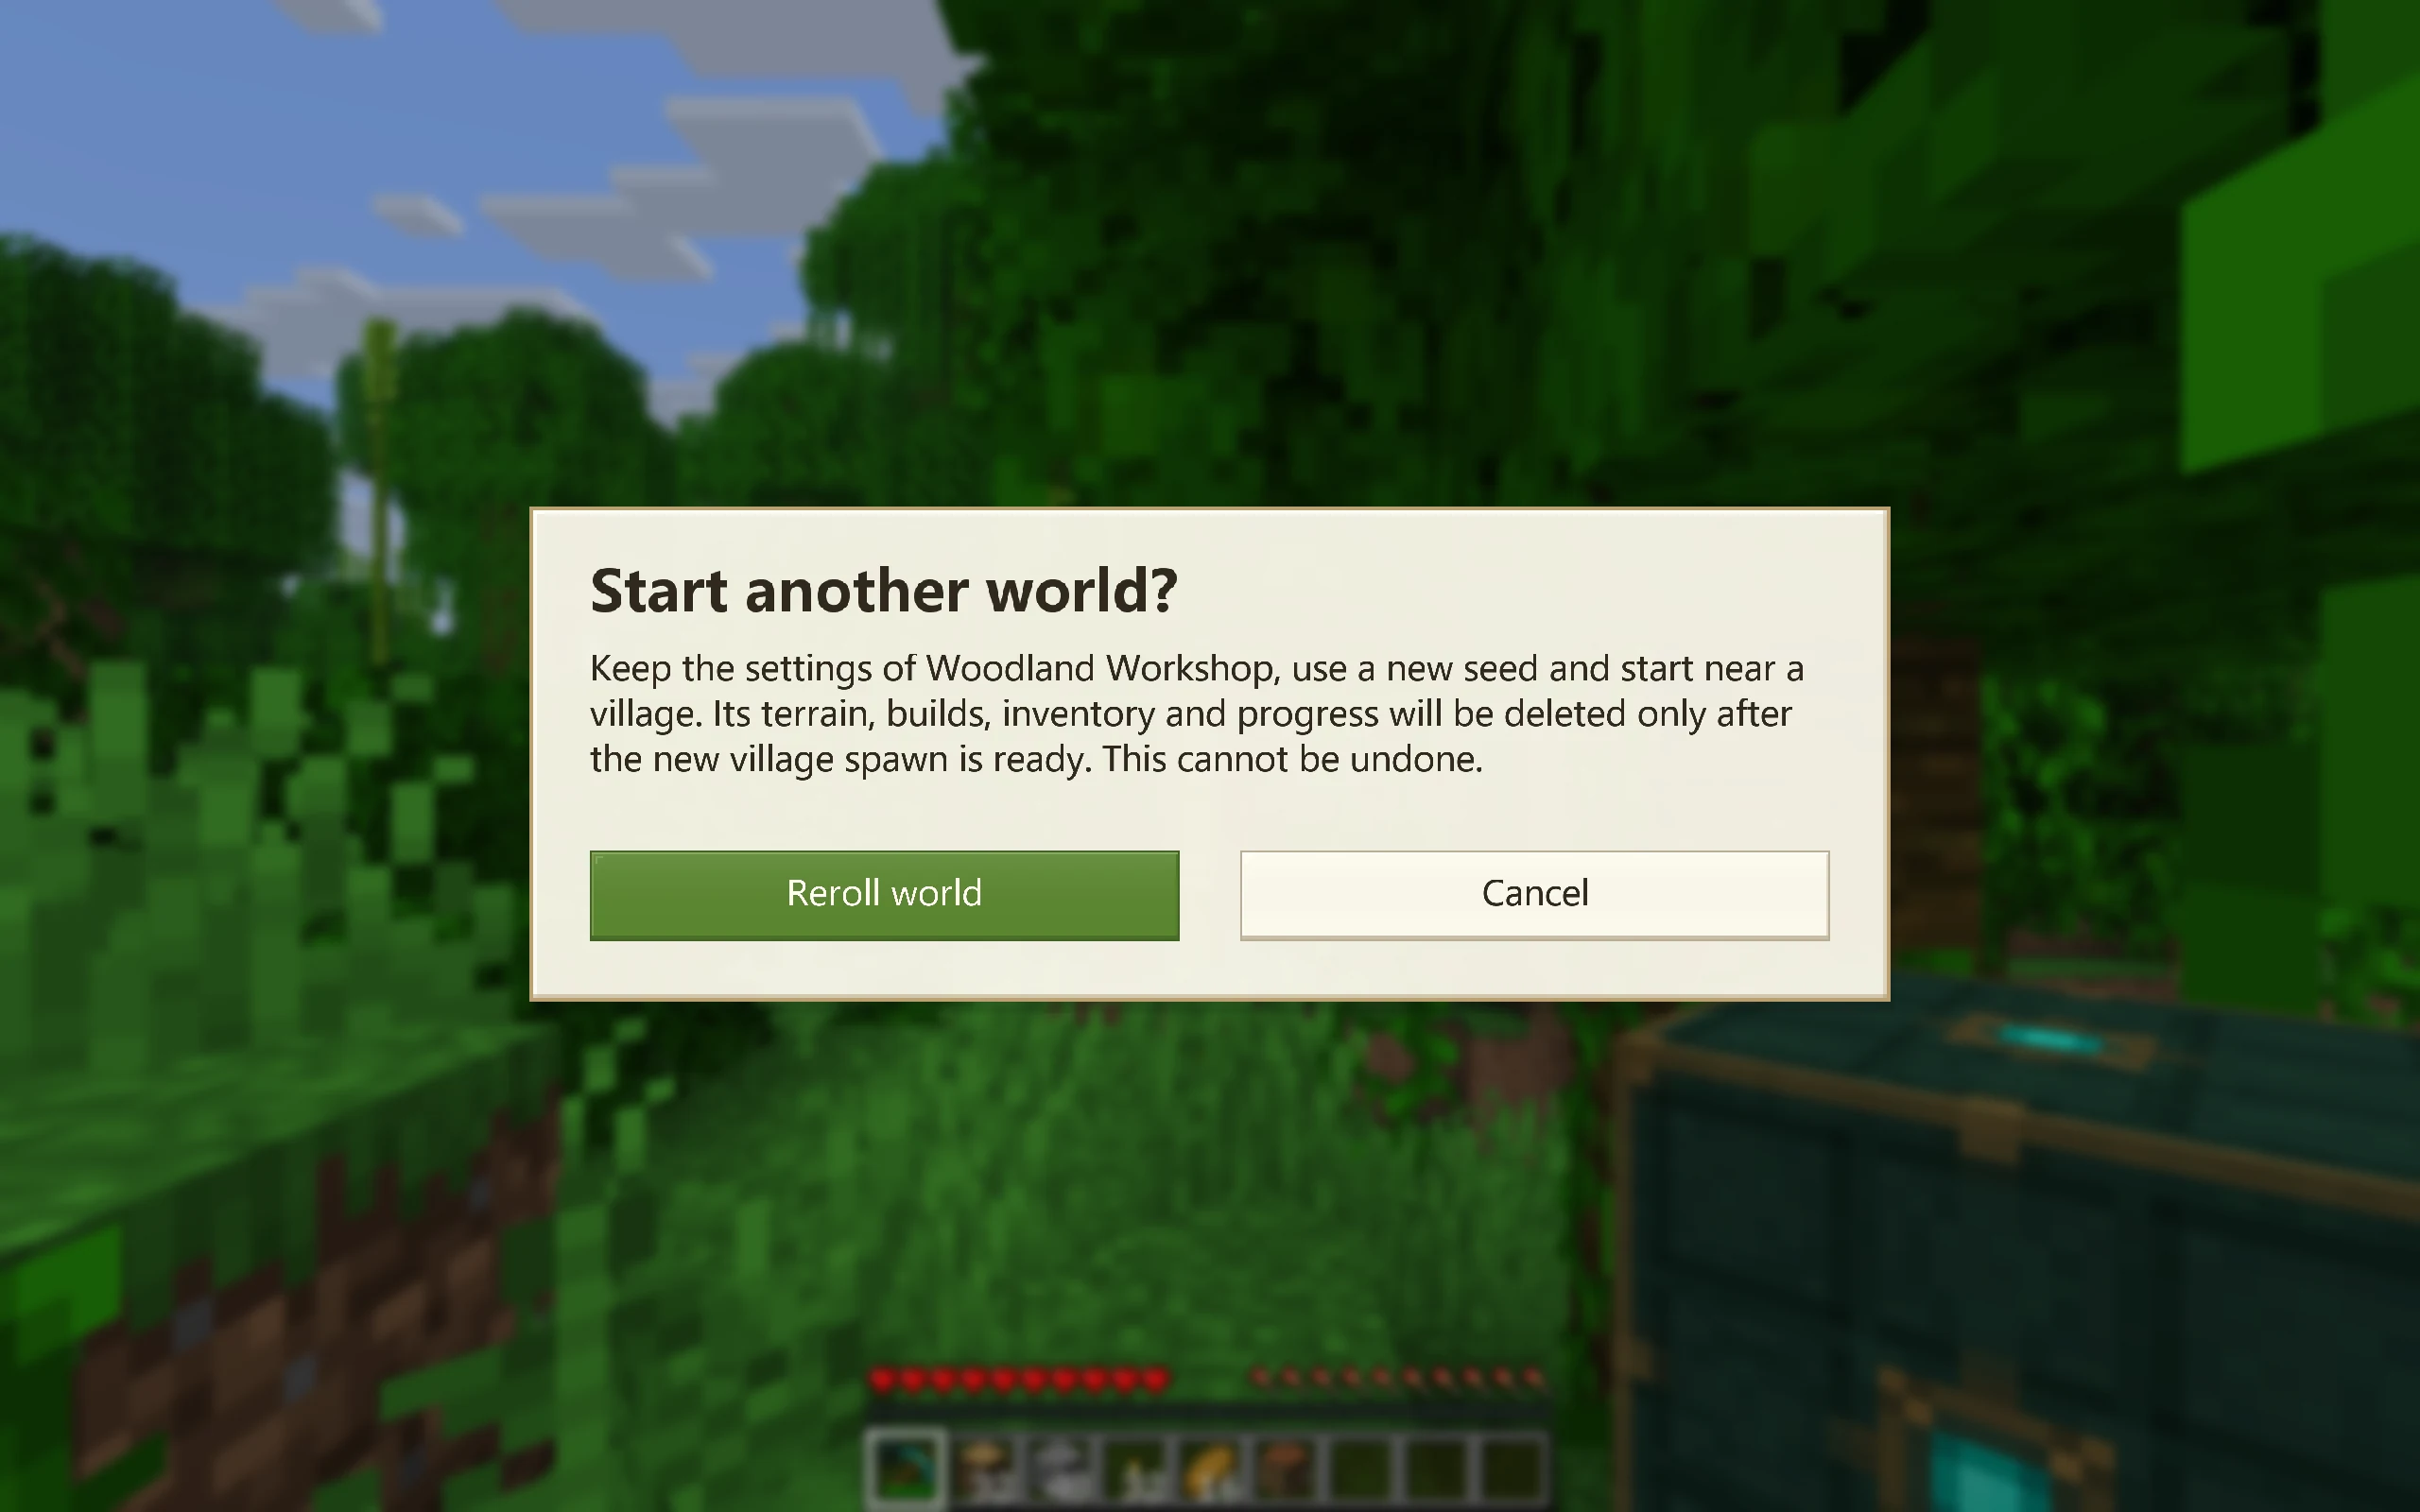 Start another world?
Keep the settings of Woodland Workshop, use a new seed and start near a
village. Its terrain, builds, inventory and progress will be deleted only after
the new village spawn is ready. This cannot be undone.
Reroll world
Cancel